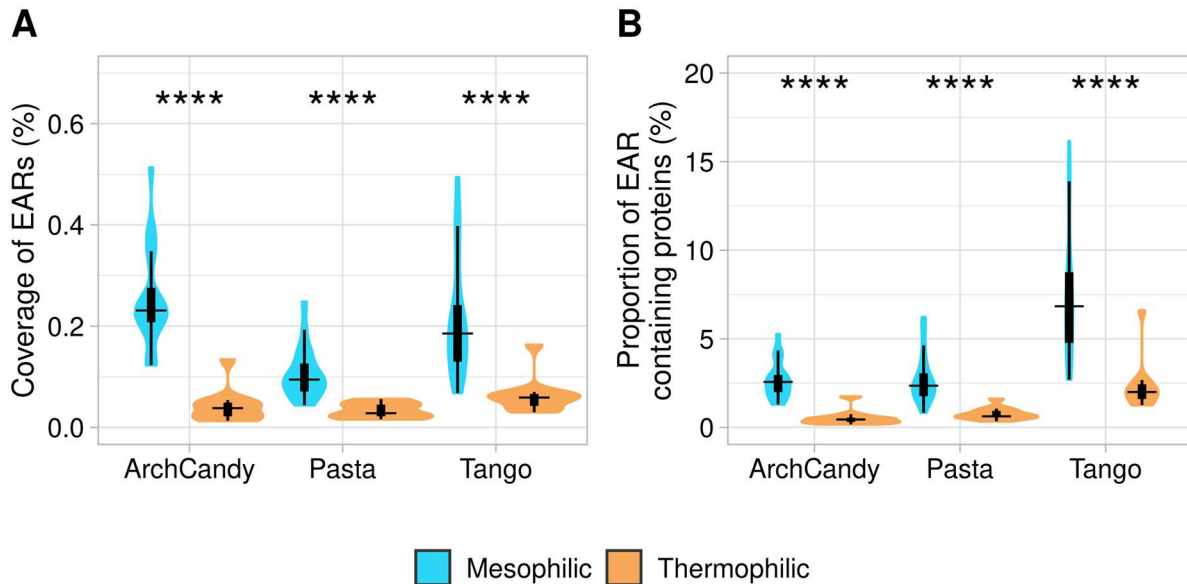 A
B
Coverage of EARs (%)
0.6
0.4
0.2
0.0
**** **** ****
ArchCandy Pasta Tango
Proportion of EAR
containing proteins (%)
20
15
10
5
0
**** **** ****
ArchCandy Pasta Tango
Mesophilic Thermophilic